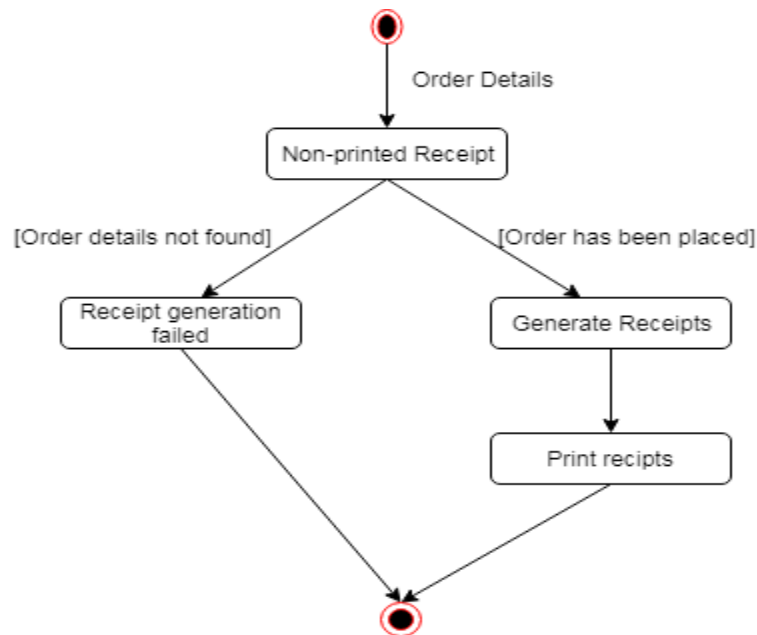 Order Details
Non-printed Receipt
[Order details not found]
[Order has been placed]
Receipt generation
failed
Generate Receipts
Print recipts